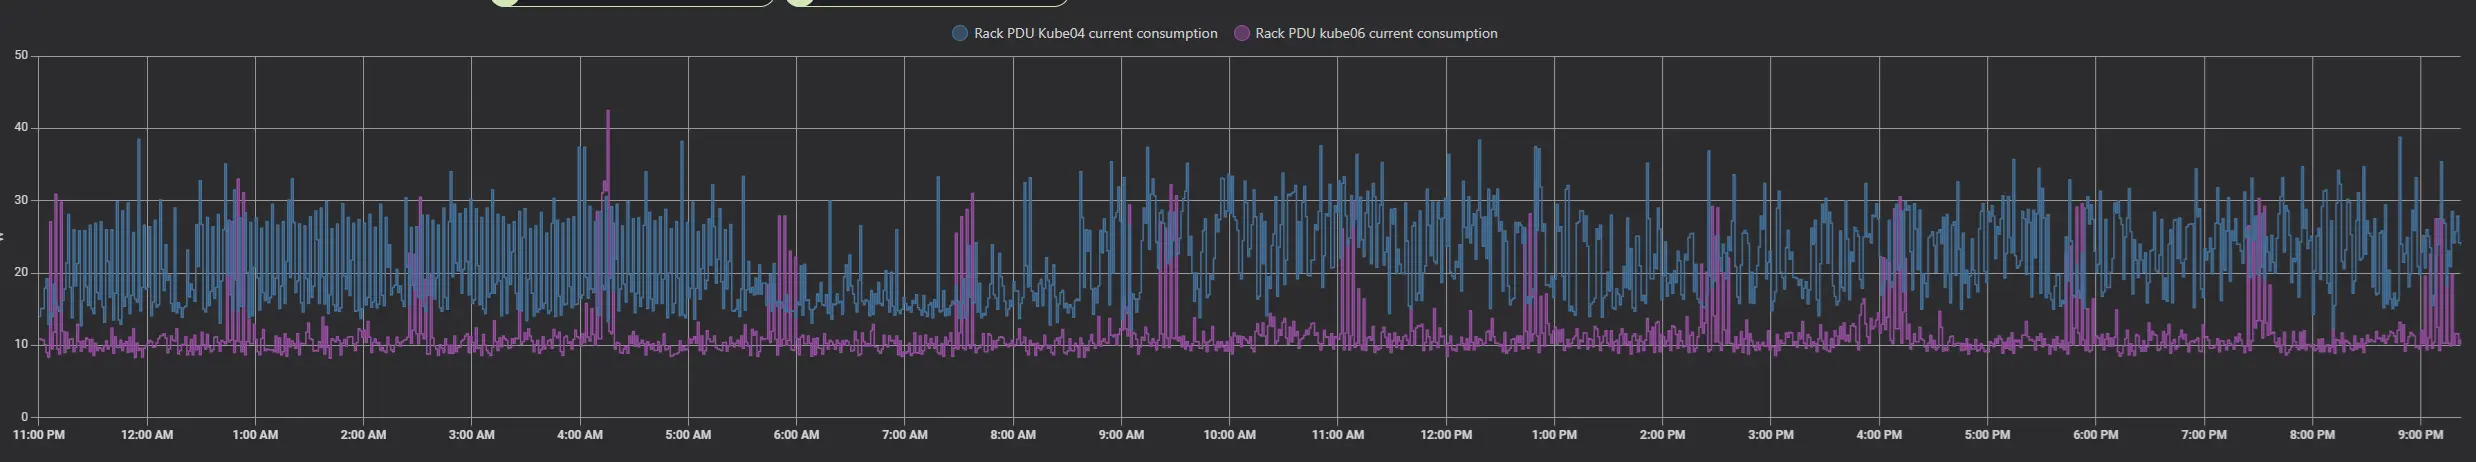 Rack PDU Kube04 current consumption Rack PDU kube06 current consumption
50
40
30
20
10
0
W
11:00 PM 12:00 AM 1:00 AM 2:00 AM 3:00 AM 4:00 AM 5:00 AM 6:00 AM 7:00 AM 8:00 AM 9:00 AM 10:00 AM 11:00 AM 12:00 PM 1:00 PM 2:00 PM 3:00 PM 4:00 PM 5:00 PM 6:00 PM 7:00 PM 8:00 PM 9:00 PM